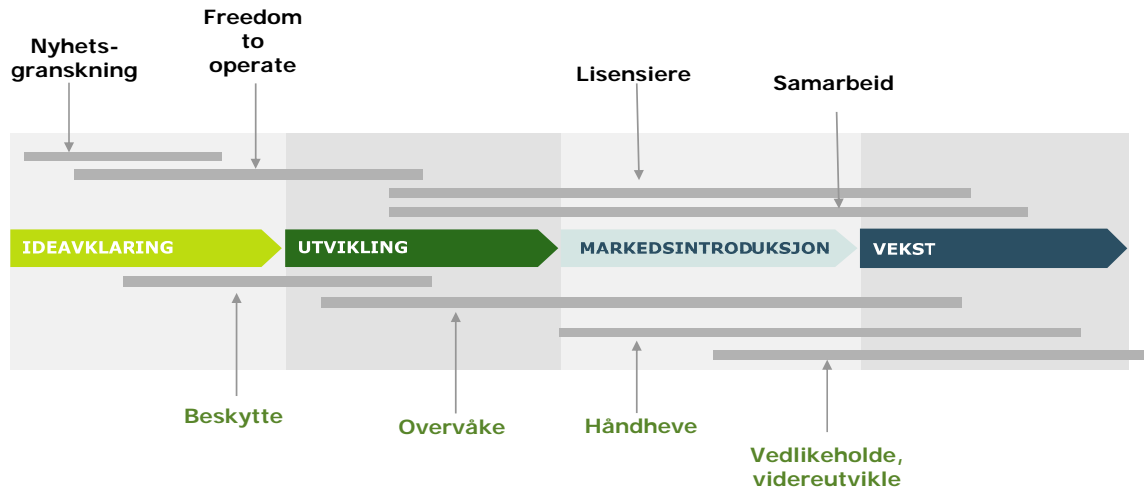 Freedom
to
operate
Nyhets-
granskning
Lisensiere
Samarbeid
IDEAVKLARING
UTVIKLING
MARKEDSINTRODUKSJON
VEKST
Beskytte
Overvåke
Håndheve
Vedlikeholde,
videreutvikle